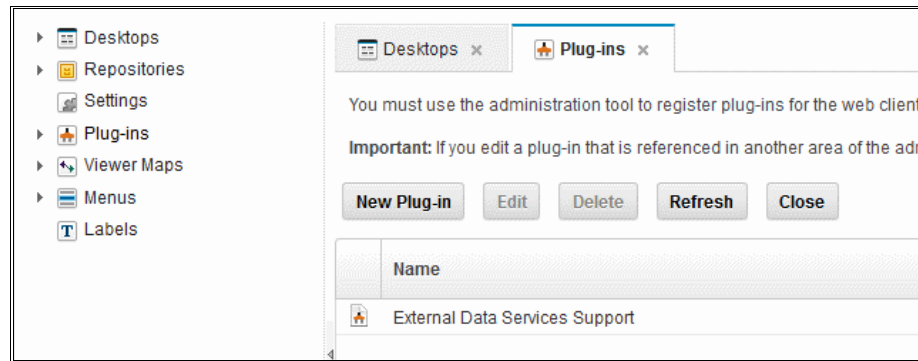 Desktops
Repositories
Settings
Plug-ins
Viewer Maps
Menus
T Labels
Desktops x
Plug-ins x
You must use the administration tool to register plug-ins for the web client
Important: If you edit a plug-in that is referenced in another area of the
New Plug-in Edit Delete Refresh Close
Name
External Data Services Support